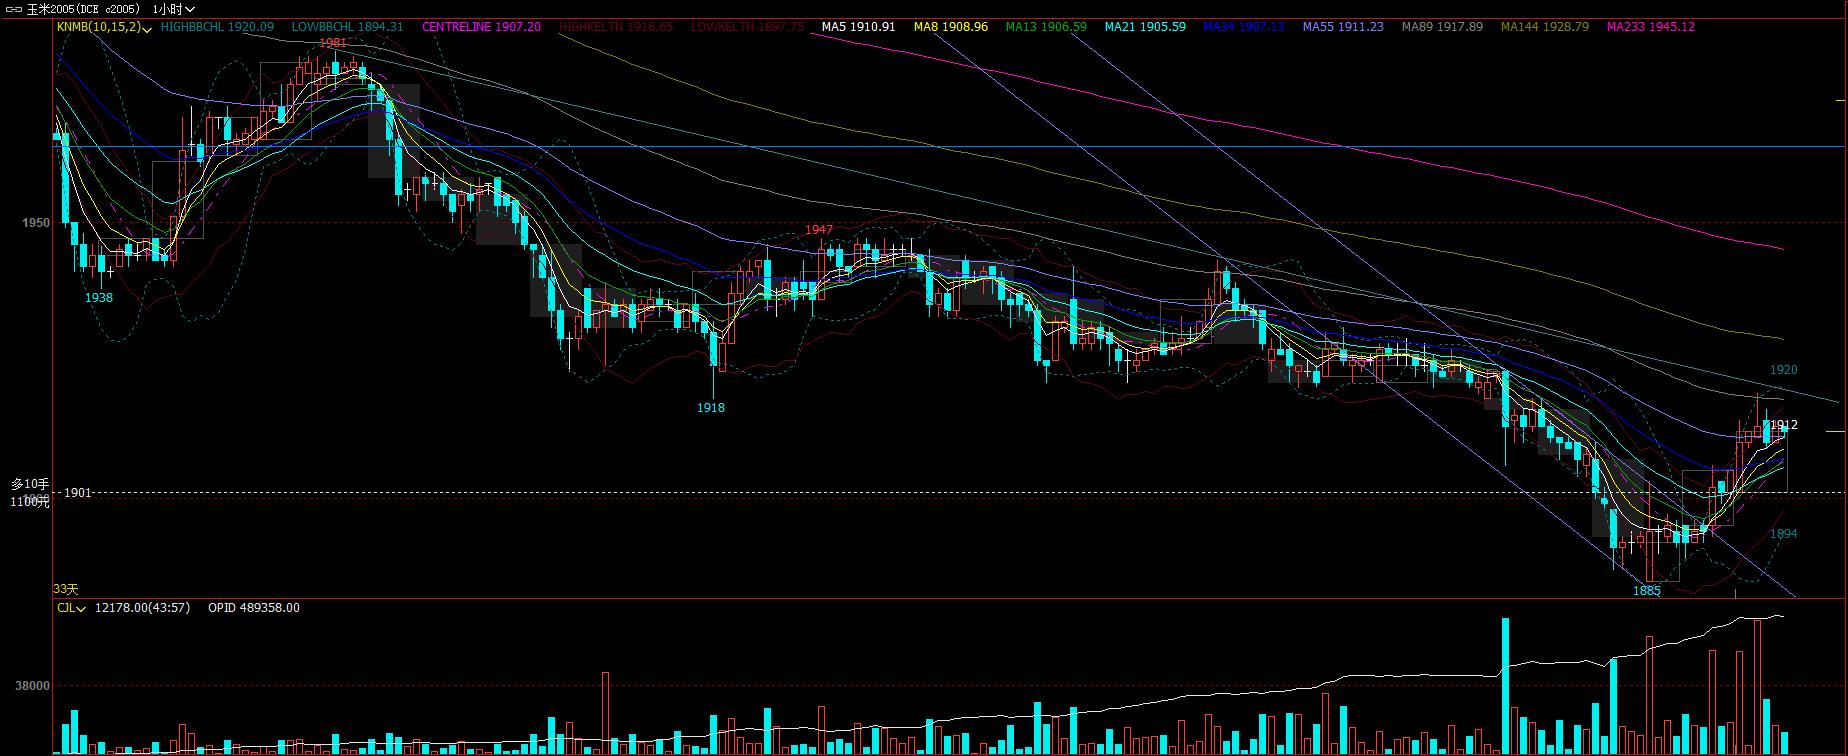 玉米2005(DCE c2005) 1小时
KNMB(10,15,2) HIGHBBCHL 1920.09 LOWBBCHL 1894.31 CENTRELINE 1907.20 HIGHKELTN 1916.65 LOWKELTN 1897.75 MA5 1910.91 MA8 1908.96 MA13 1906.59 MA21 1905.59 MA34 1907.13 MA55 1911.23 MA89 1917.89 MA144 1928.79 MA233 1945.12
1981
1950
1947
1938
1920
1918
1912
多10手
1901
1100元
1894
33天
1885
CJL 12178.00(43:57) OPID 489358.00
38000